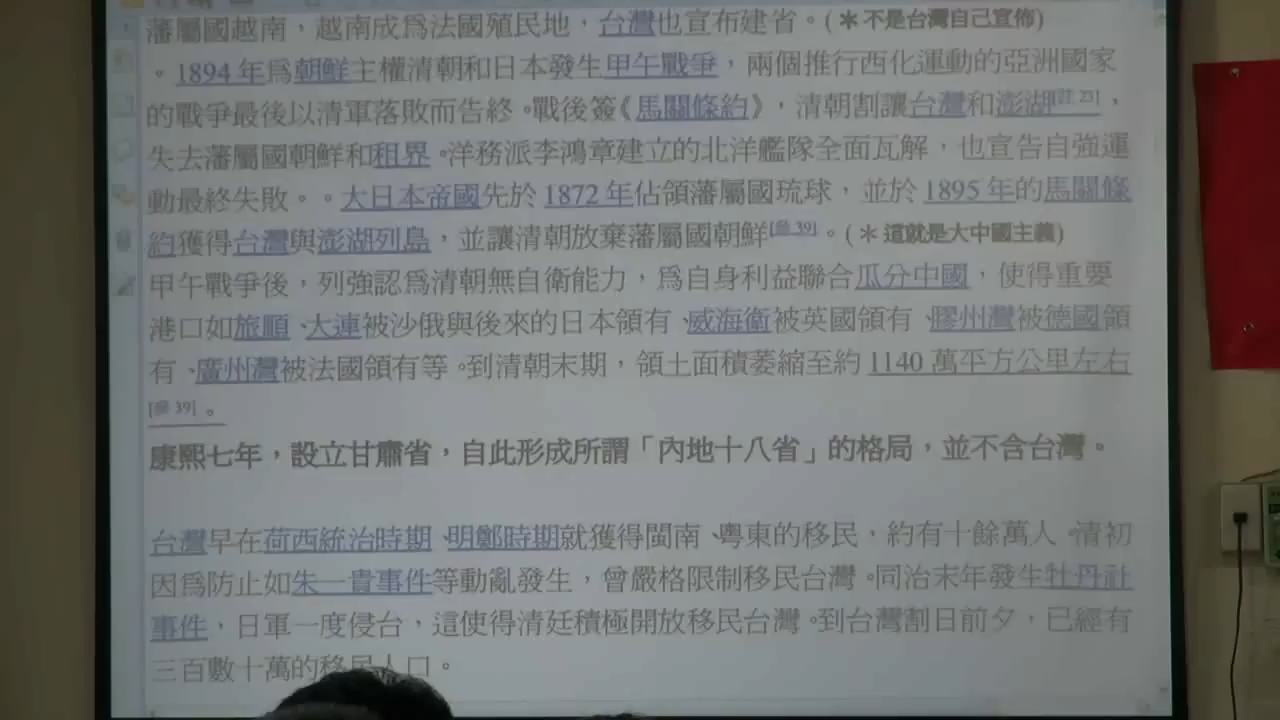 藩屬國越南，越南成爲法國殖民地，台灣也宣布建省。(＊不是台灣自己宣佈)
。1894 年爲朝鮮主權清朝和日本發生甲午戰爭，兩個推行西化運動的亞洲國家
的戰爭最後以清軍落敗而告終。戰後簽《馬關條約》，清朝割讓台灣和澎湖[註 23]，
失去藩屬國朝鮮和租界。洋務派李鴻章建立的北洋艦隊全面瓦解，也宣告自強運
動最終失敗。。大日本帝國先於 1872 年佔領藩屬國琉球，並於 1895 年的馬關條
約獲得台灣與澎湖列島，並讓清朝放棄藩屬國朝鮮[參 39]。(＊這就是大中國主義)
甲午戰爭後，列強認爲清朝無自衛能力，爲自身利益聯合瓜分中國，使得重要
港口如旅順、大連被沙俄與後來的日本領有、威海衛被英國領有、膠州灣被德國領
有、廣州灣被法國領有等。到清朝末期，領土面積萎縮至約 1140 萬平方公里左右
[參 39]。
康熙七年，設立甘肅省，自此形成所謂「內地十八省」的格局，並不含台灣。
台灣早在荷西統治時期、明鄭時期就獲得閩南、粵東的移民，約有十餘萬人。清初
因爲防止如朱一貴事件等動亂發生，曾嚴格限制移民台灣。同治末年發生牡丹社
事件，日軍一度侵台，這使得清廷積極開放移民台灣。到台灣割日前夕，已經有
三百數十萬的移民人口。